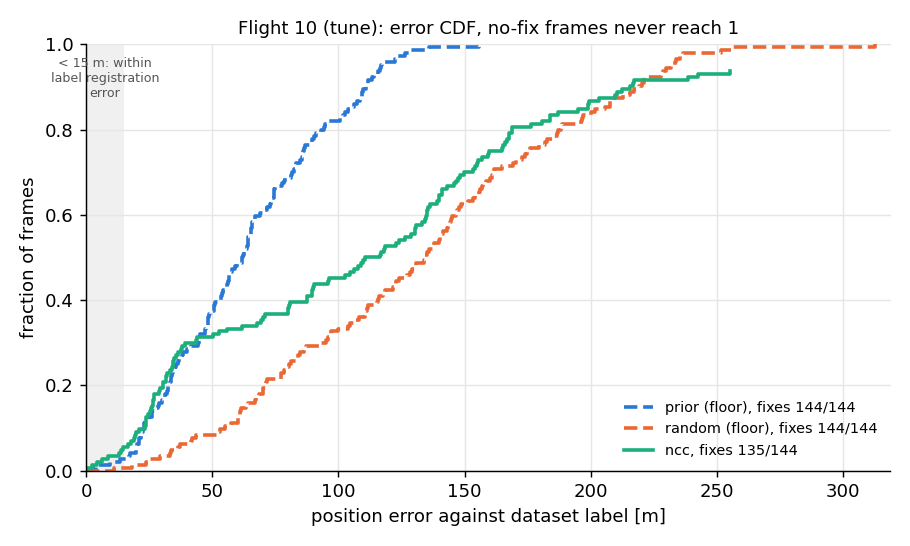 Flight 10 (tune): error CDF, no-fix frames never reach 1
< 15 m: within
label registration
error
fraction of frames
1.0
0.8
0.6
0.4
0.2
0.0
0
50
100
150
200
250
300
position error against dataset label [m]
prior (floor), fixes 144/144
random (floor), fixes 144/144
ncc, fixes 135/144